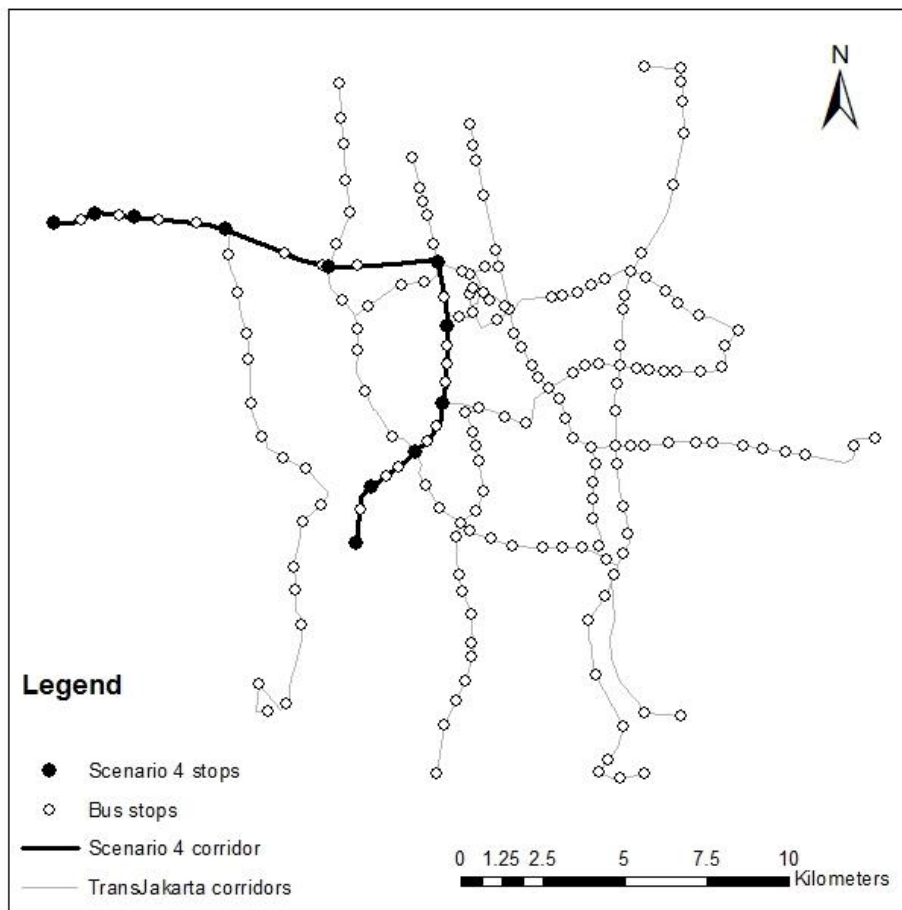 N
Legend
Scenario 4 stops
Bus stops
Scenario 4 corridor
TransJakarta corridors
0 1.25 2.5 5 7.5 10
Kilometers